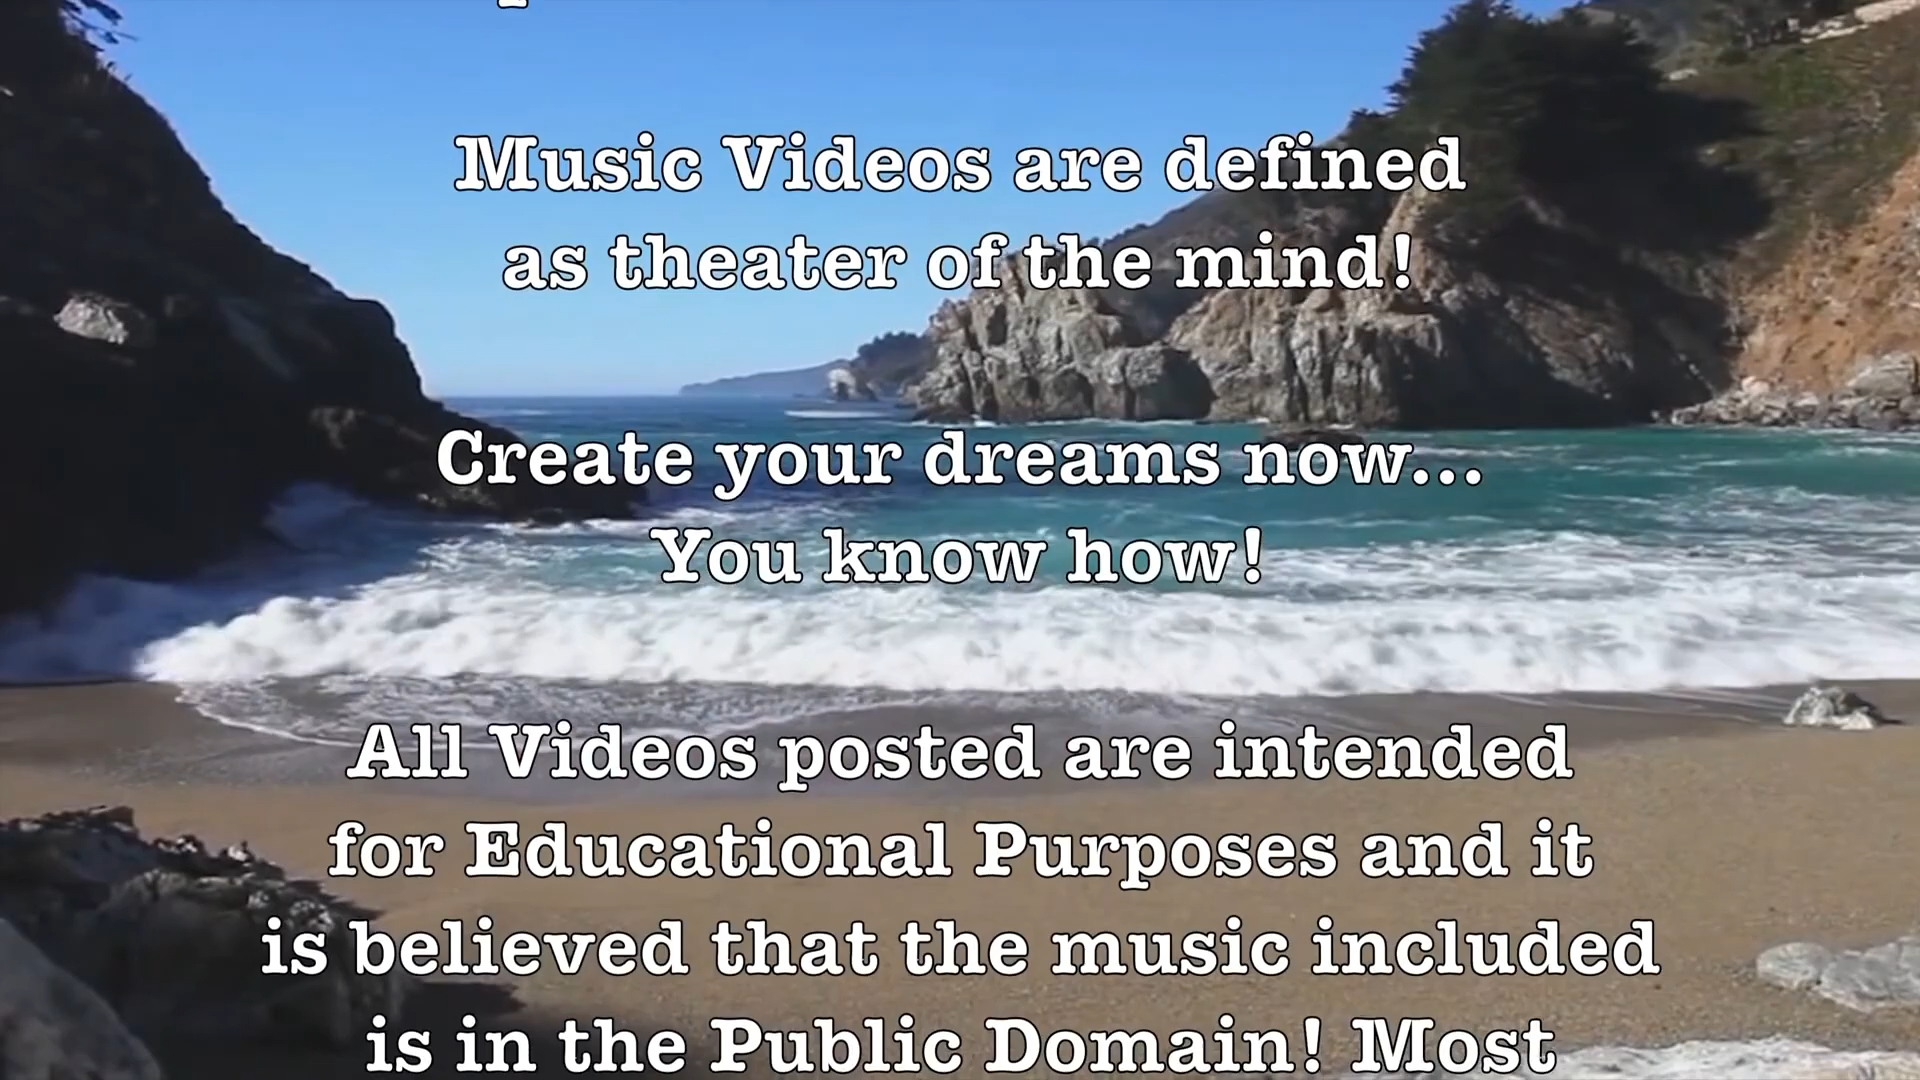 Music Videos are defined
as theater of the mind!
Create your dreams now...
You know how!
All Videos posted are intended
for Educational Purposes and it
is believed that the music included
is in the Public Domain! Most